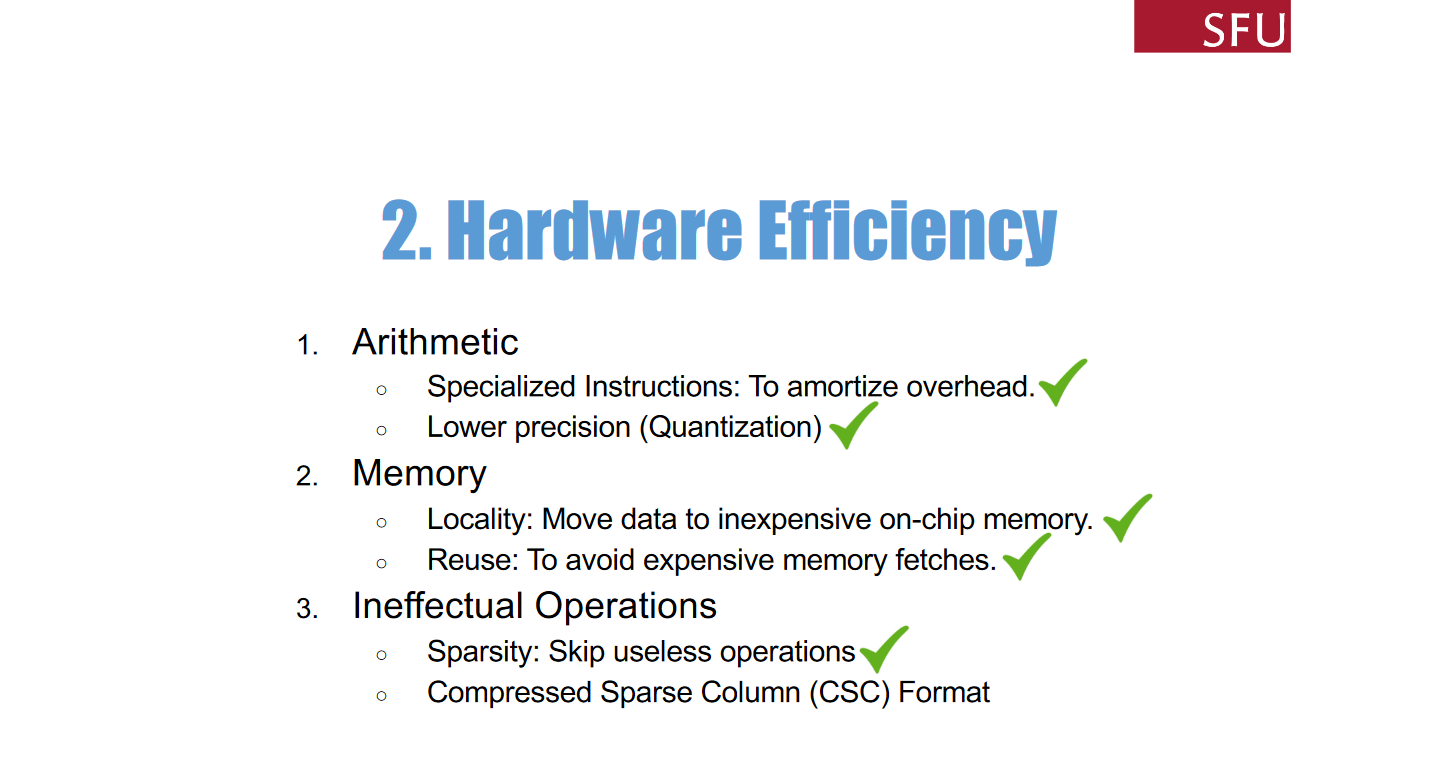 SFU
2. Hardware Efficiency
1. Arithmetic
○ Specialized Instructions: To amortize overhead.
○ Lower precision (Quantization)
2. Memory
○ Locality: Move data to inexpensive on-chip memory.
○ Reuse: To avoid expensive memory fetches.
3. Ineffectual Operations
○ Sparsity: Skip useless operations
○ Compressed Sparse Column (CSC) Format